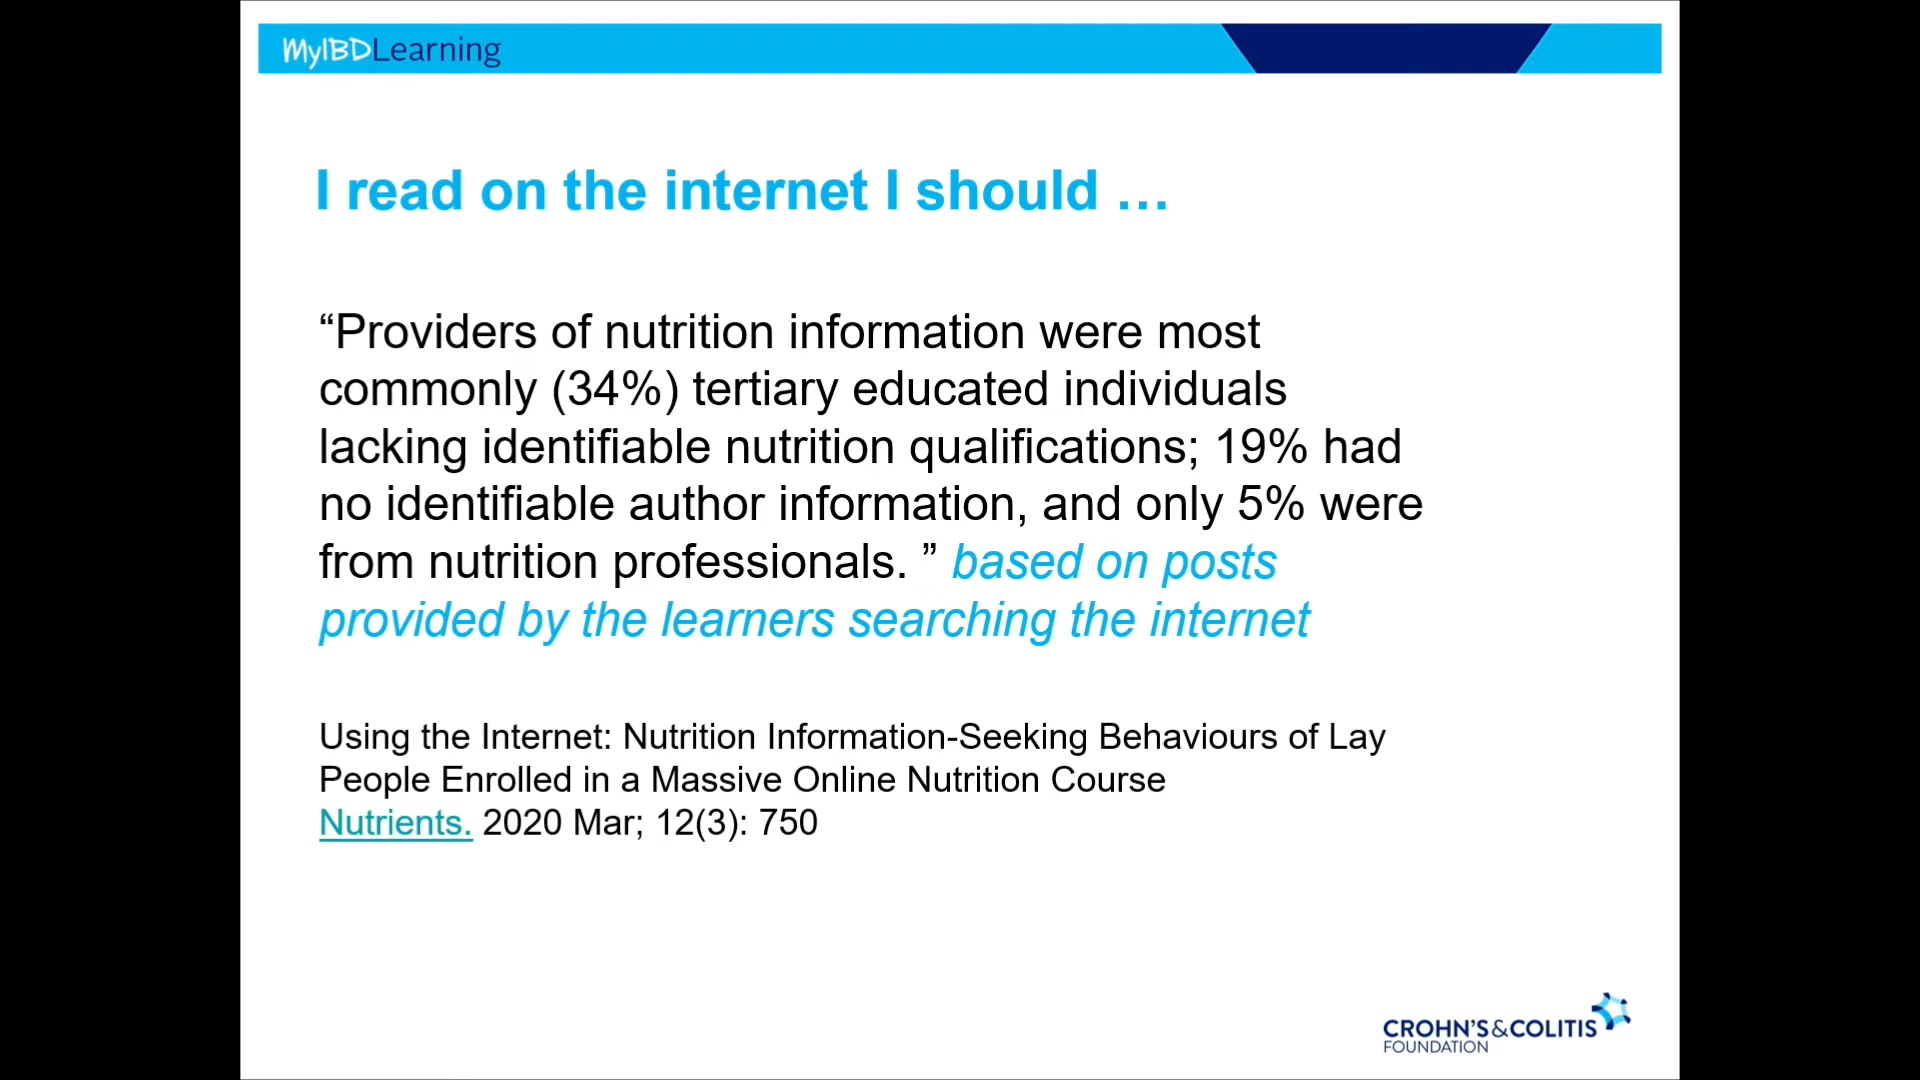 MyIBDLearning
I read on the internet I should …
“Providers of nutrition information were most
commonly (34%) tertiary educated individuals
lacking identifiable nutrition qualifications; 19% had
no identifiable author information, and only 5% were
from nutrition professionals. ” based on posts
provided by the learners searching the internet
Using the Internet: Nutrition Information-Seeking Behaviours of Lay
People Enrolled in a Massive Online Nutrition Course
Nutrients. 2020 Mar; 12(3): 750
CROHN’S&COLITIS
FOUNDATION